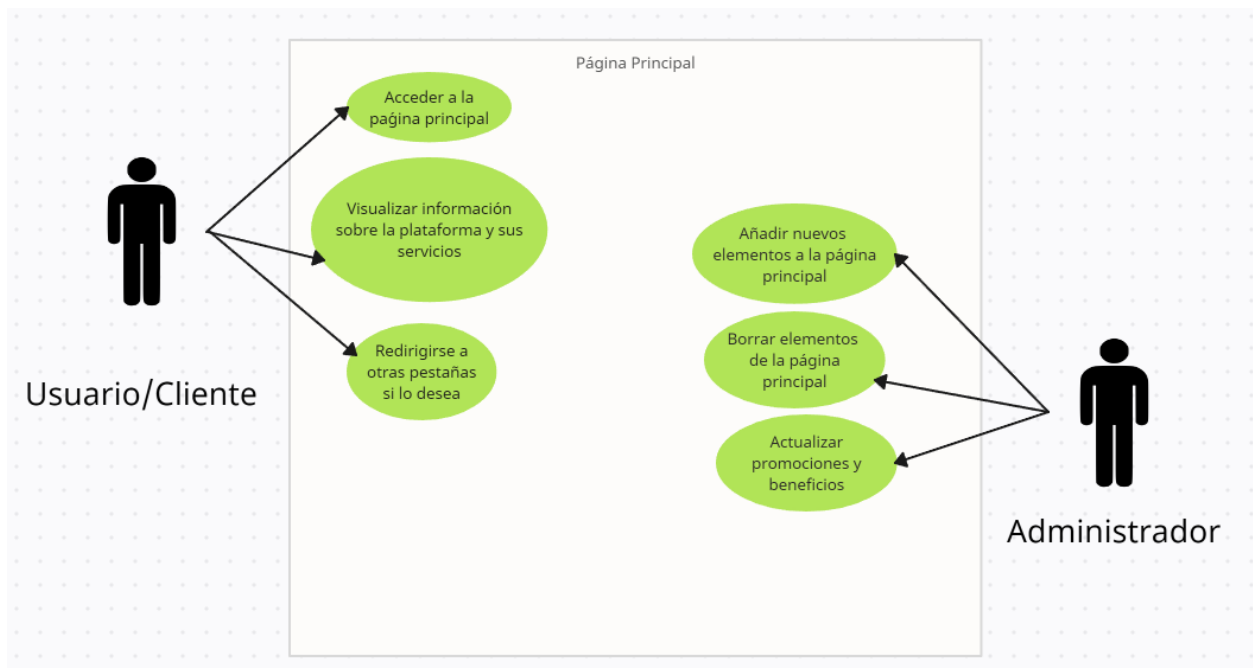 Página Principal
Acceder a la
página principal
Visualizar información
sobre la plataforma y sus
servicios
Redirigirse a
otras pestañas
si lo desea
Usuario/Cliente
Añadir nuevos
elementos a la página
principal
Borrar elementos
de la página
principal
Actualizar
promociones y
beneficios
Administrador